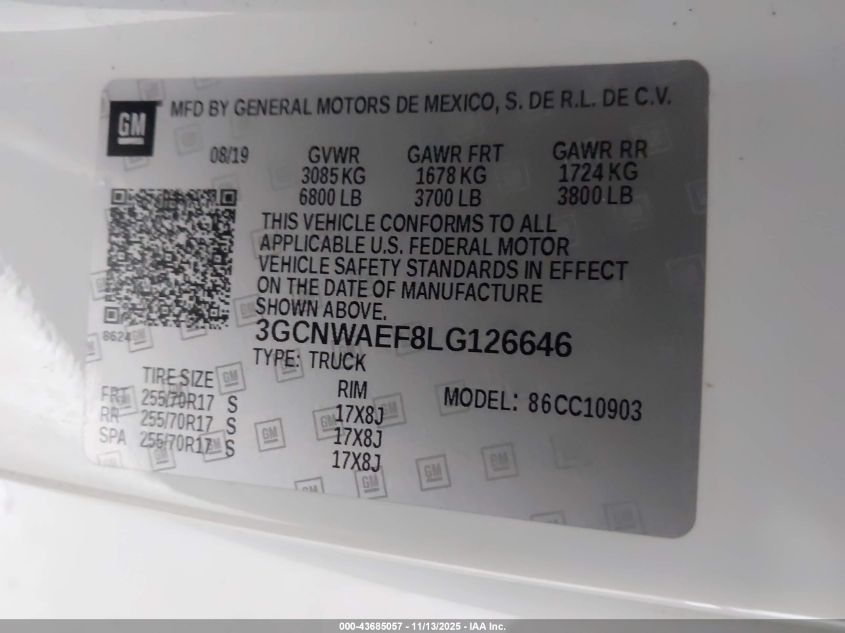 GM
MFD BY GENERAL MOTORS DE MEXICO, S. DE R.L. DE C.V.
08/19 GVWR GAWR FRT GAWR RR
3085 KG 1678 KG 1724 KG
6800 LB 3700 LB 3800 LB
THIS VEHICLE CONFORMS TO ALL
APPLICABLE U.S. FEDERAL MOTOR
VEHICLE SAFETY STANDARDS IN EFFECT
ON THE DATE OF MANUFACTURE
SHOWN ABOVE.
8624
3GCNWAEF8LG126646
TYPE: TRUCK
TIRE SIZE RIM MODEL: 86CC10903
FRT 255/70R17 S 17X8J
RR 255/70R17 S 17X8J
SPA 255/70R17 S 17X8J
000-43685057 - 11/13/2025 - IAA Inc.